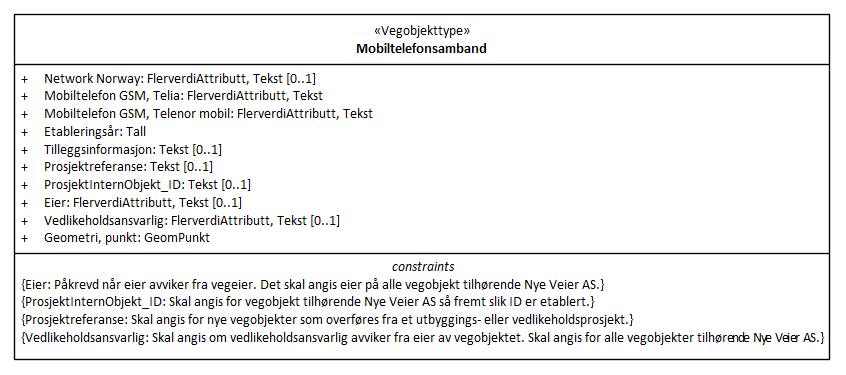 «Vegobjekttype»
Mobiltelefonsamband
+ Network Norway: FlerverdiAttributt, Tekst [0..1]
+ Mobiltelefon GSM, Telia: FlerverdiAttributt, Tekst
+ Mobiltelefon GSM, Telenor mobil: FlerverdiAttributt, Tekst
+ Etableringsår: Tall
+ Tilleggsinformasjon: Tekst [0..1]
+ Prosjektreferanse: Tekst [0..1]
+ ProsjektInternObjekt_ID: Tekst [0..1]
+ Eier: FlerverdiAttributt, Tekst [0..1]
+ Vedlikeholdsansvarlig: FlerverdiAttributt, Tekst [0..1]
+ Geometri, punkt: GeomPunkt
constraints
{Eier: Påkrevd når eier avviker fra vegeier. Det skal angis eier på alle vegobjekt tilhørende Nye Veier AS.}
{ProsjektInternObjekt_ID: Skal angis for vegobjekt tilhørende Nye Veier AS så fremt slik ID er etablert.}
{Prosjektreferanse: Skal angis for nye vegobjekter som overføres fra et utbyggings- eller vedlikeholdsprosjekt.}
{Vedlikeholdsansvarlig: Skal angis om vedlikeholdsansvarlig avviker fra eier av vegobjektet. Skal angis for alle vegobjekter tilhørende Nye Veier AS.}